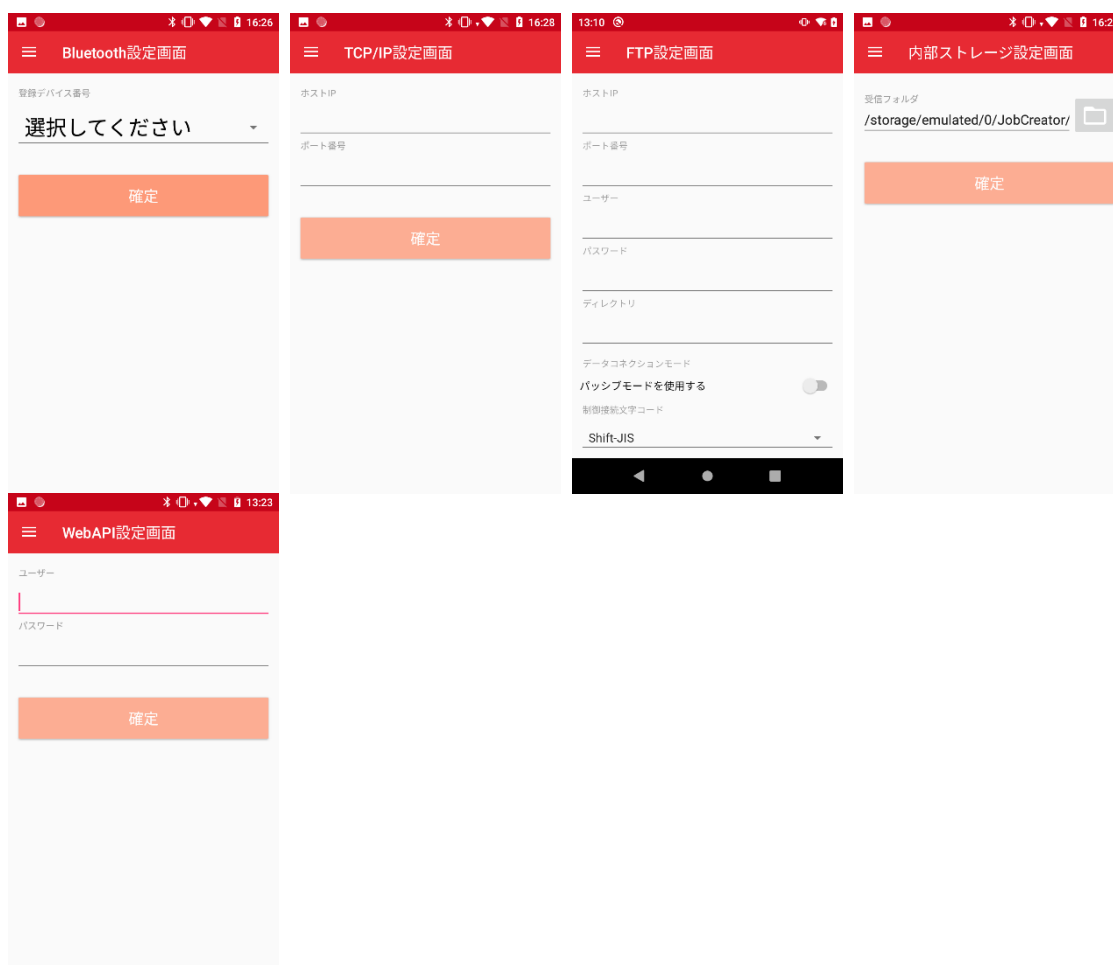 16:26
Bluetooth設定画面
登録デバイス番号
選択してください
確定
16:28
TCP/IP設定画面
ホストIP
ポート番号
確定
13:10
FTP設定画面
ホストIP
ポート番号
ユーザー
パスワード
ディレクトリ
データコネクションモード
パッシブモードを使用する
制御接続文字コード
Shift-JIS
16:2
内部ストレージ設定画面
受信フォルダ
/storage/emulated/0/JobCreator/
確定
13:23
WebAPI設定画面
ユーザー
パスワード
確定